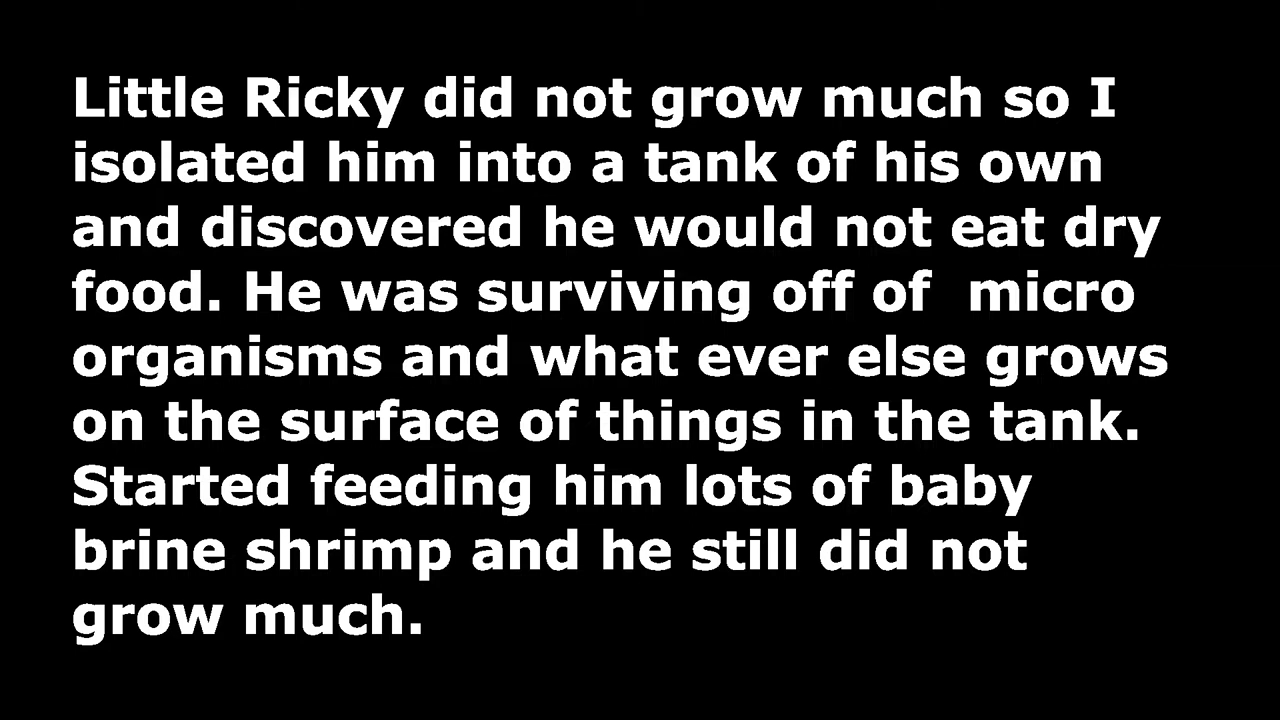 Little Ricky did not grow much so I
isolated him into a tank of his own
and discovered he would not eat dry
food. He was surviving off of  micro
organisms and what ever else grows
on the surface of things in the tank.
Started feeding him lots of baby
brine shrimp and he still did not
grow much.